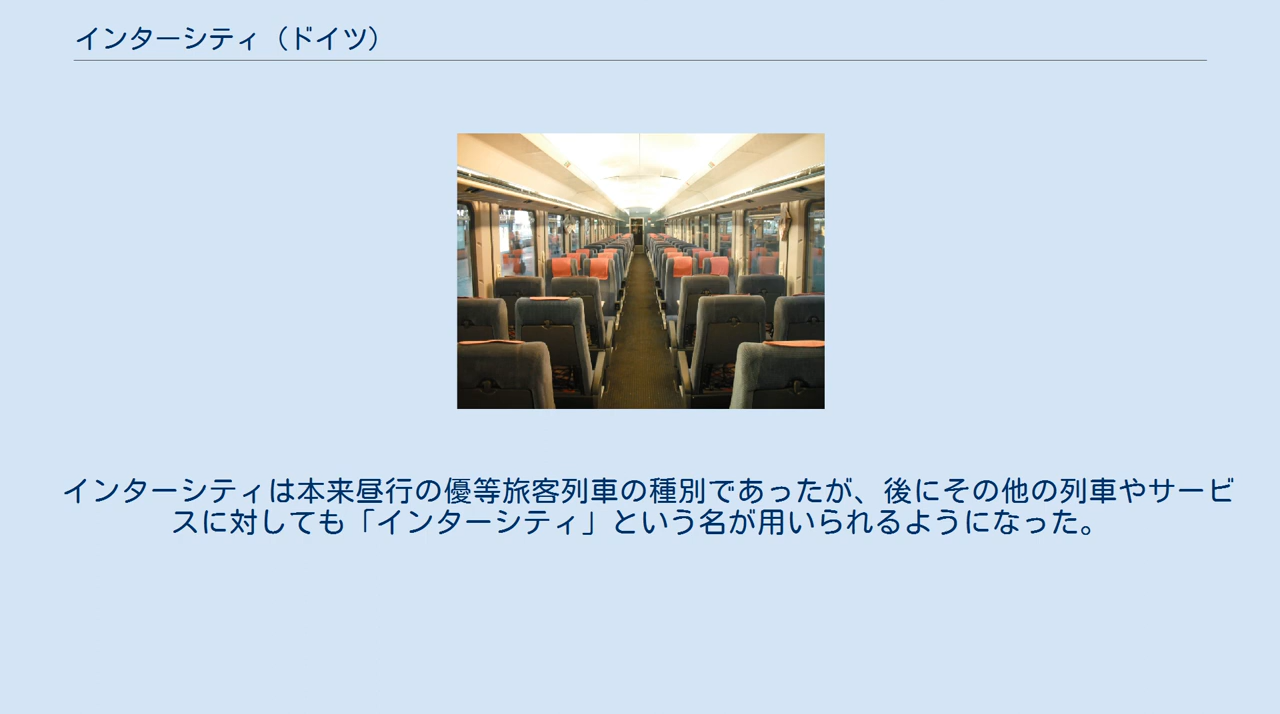 インターシティ（ドイツ）
インターシティは本来昼行の優等旅客列車の種別であったが、後にその他の列車やサービ
スに対しても「インターシティ」という名が用いられるようになった。